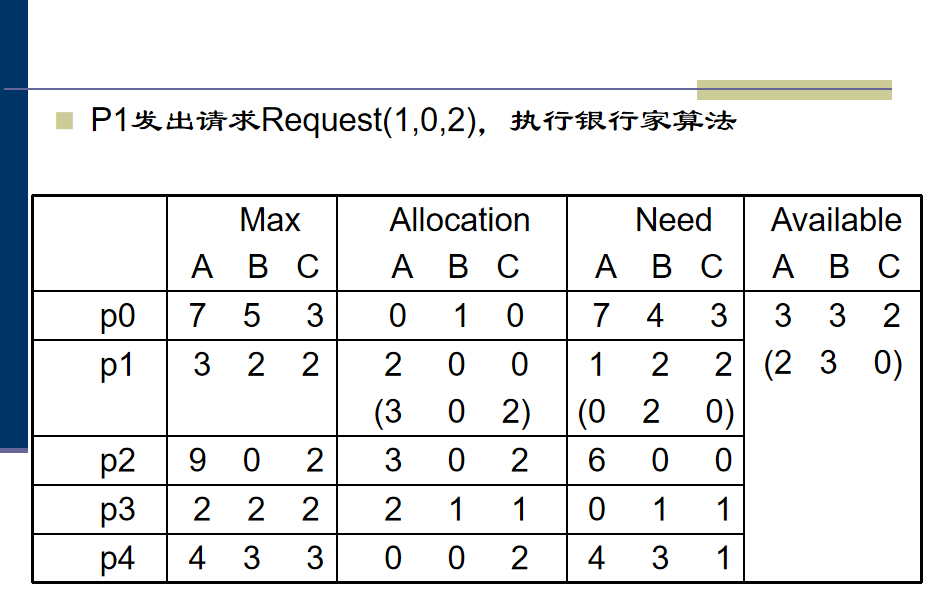 P1发出请求Request(1,0,2)，执行银行家算法
Max Allocation Need Available
A B C A B C A B C A B C
p0 7 5 3 0 1 0 7 4 3 3 3 2
p1 3 2 2 2 0 0 1 2 2 (2 3 0)
(3 0 2) (0 2 0)
p2 9 0 2 3 0 2 6 0 0
p3 2 2 2 2 1 1 0 1 1
p4 4 3 3 0 0 2 4 3 1